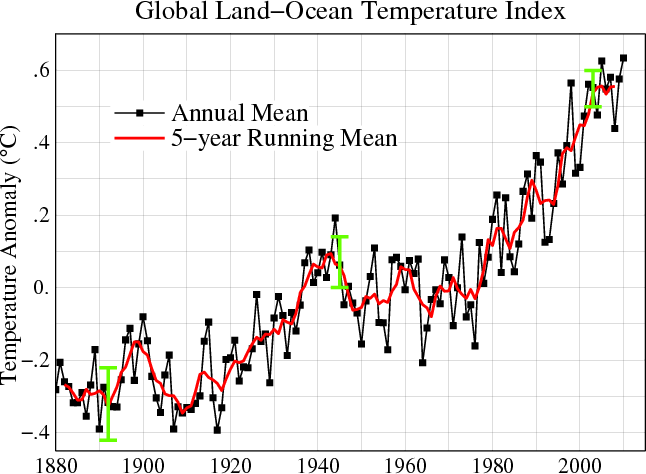 Global Land−Ocean Temperature Index
Temperature Anomaly (°C)
.6
.4
.2
0.
−.2
−.4
Annual Mean
5−year Running Mean
1880 1900 1920 1940 1960 1980 2000